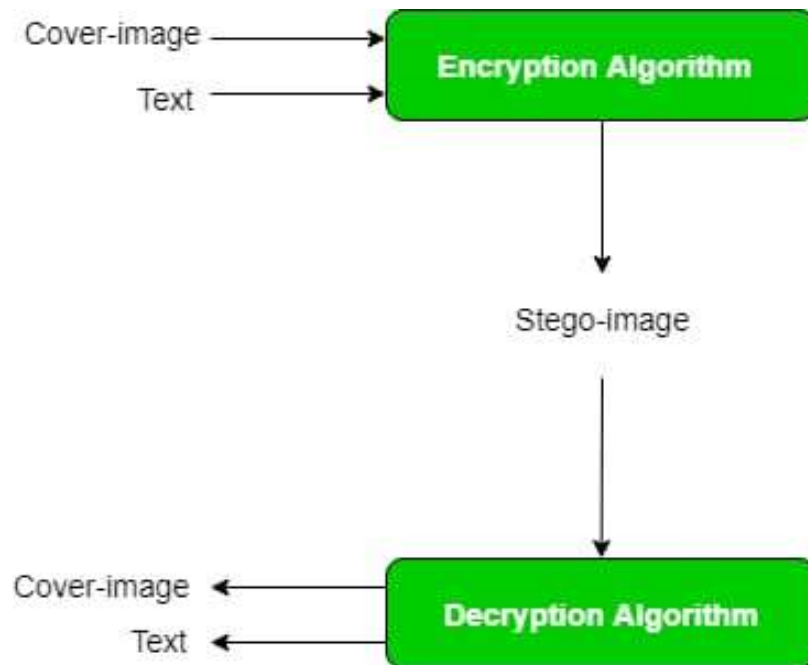 Cover-image
Encryption Algorithm
Text
Stego-image
Cover-image
Decryption Algorithm
Text